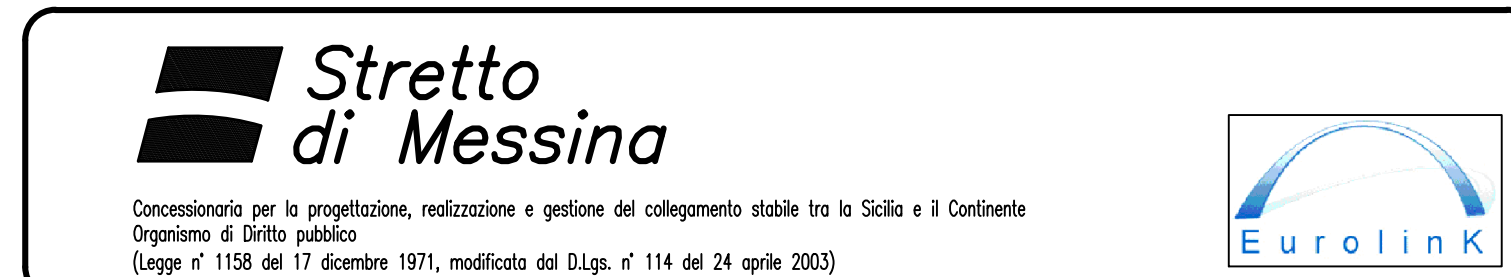 Stretto
di Messina
Concessionaria per la progettazione, realizzazione e gestione del collegamento stabile tra la Sicilia e il Continente
Organismo di Diritto pubblico
(Legge n° 1158 del 17 dicembre 1971, modificata dal D.Lgs. n° 114 del 24 aprile 2003)
EurolinK